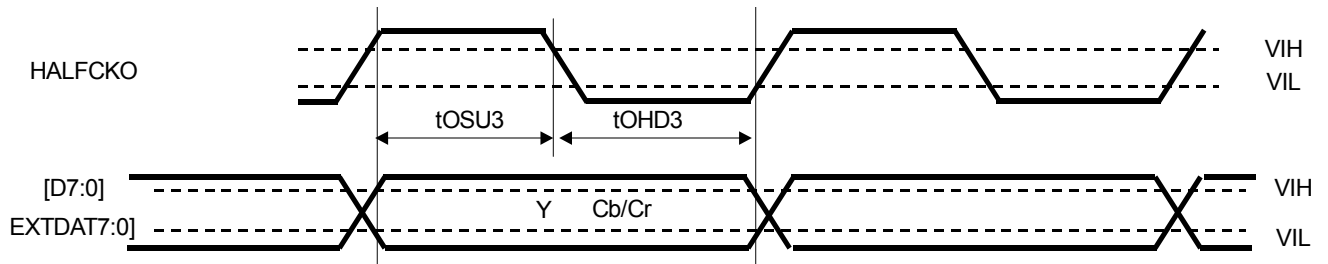 HALFCKO
VIH
VIL
tOSU3 tOHD3
[D7:0]
EXTDAT7:0]
Y Cb/Cr
VIH
VIL